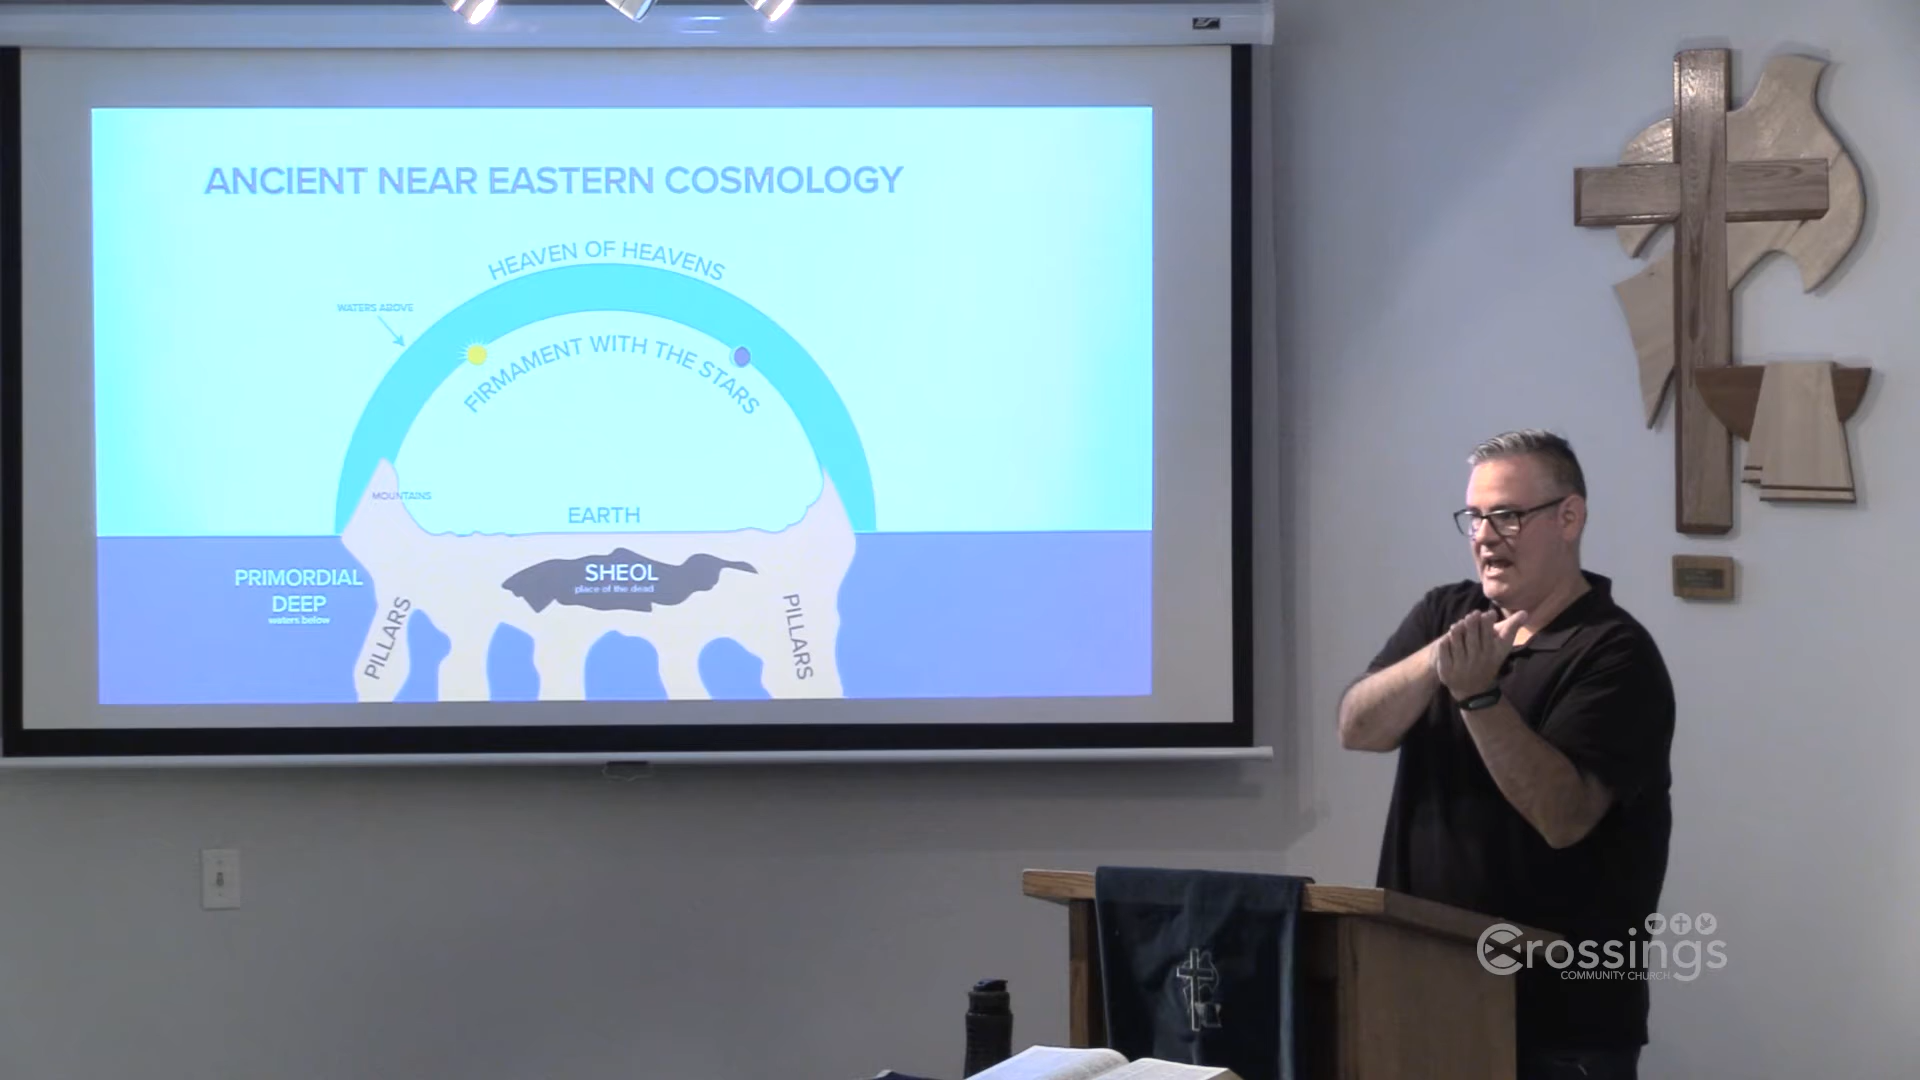 ANCIENT NEAR EASTERN COSMOLOGY
HEAVEN OF HEAVENS
WATERS ABOVE
FIRMAMENT WITH THE STARS
MOUNTAINS
EARTH
SHEOL
place of the dead
PRIMORDIAL
DEEP
waters below
PILLARS
PILLARS
Crossings
COMMUNITY CHURCH